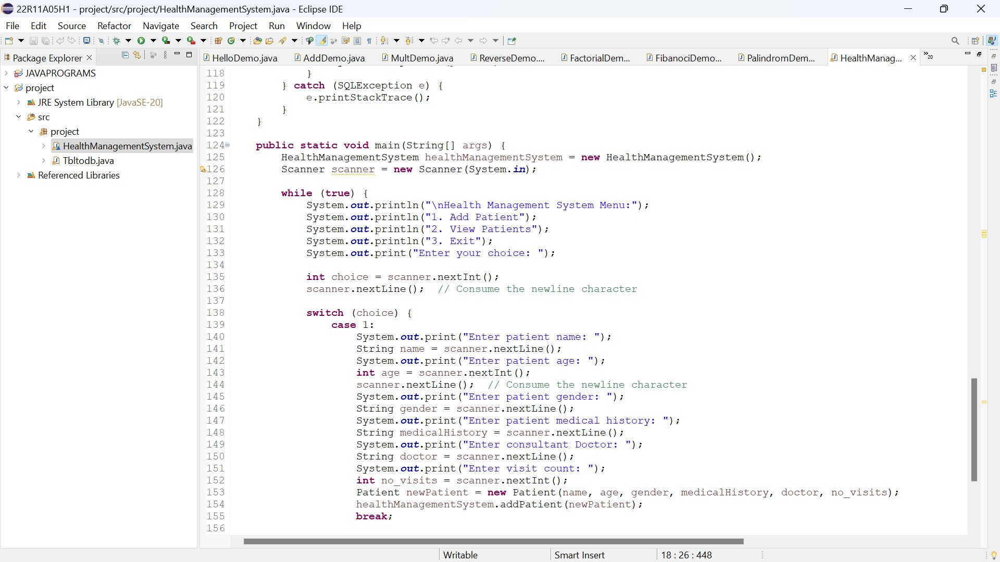 22R11A05H1 - project/src/project/HealthManagementSystem.java - Eclipse IDE
File Edit Source Refactor Navigate Search Project Run Window Help
Package Explorer
JAVAPROGRAMS
project
JRE System Library [JavaSE-20]
src
project
HealthManagementSystem.java
Tbltodb.java
Referenced Libraries
HelloDemo.java AddDemo.java MultDemo.java ReverseDemo.... FactorialDem... FibanociDemo... PalindromDem... HealthManag... »20
118 }
119 } catch (SQLException e) {
120 e.printStackTrace();
121 }
122 }
123
124 public static void main(String[] args) {
125 HealthManagementSystem healthManagementSystem = new HealthManagementSystem();
126 Scanner scanner = new Scanner(System.in);
127
128 while (true) {
129 System.out.println("\nHealth Management System Menu:");
130 System.out.println("1. Add Patient");
131 System.out.println("2. View Patients");
132 System.out.println("3. Exit");
133 System.out.print("Enter your choice: ");
134
135 int choice = scanner.nextInt();
136 scanner.nextLine(); // Consume the newline character
137
138 switch (choice) {
139 case 1:
140 System.out.print("Enter patient name: ");
141 String name = scanner.nextLine();
142 System.out.print("Enter patient age: ");
143 int age = scanner.nextInt();
144 scanner.nextLine(); // Consume the newline character
145 System.out.print("Enter patient gender: ");
146 String gender = scanner.nextLine();
147 System.out.print("Enter patient medical history: ");
148 String medicalHistory = scanner.nextLine();
149 System.out.print("Enter consultant Doctor: ");
150 String doctor = scanner.nextLine();
151 System.out.print("Enter visit count: ");
152 int no_visits = scanner.nextInt();
153 Patient newPatient = new Patient(name, age, gender, medicalHistory, doctor, no_visits);
154 healthManagementSystem.addPatient(newPatient);
155 break;
156
Writable Smart Insert 18 : 26 : 448